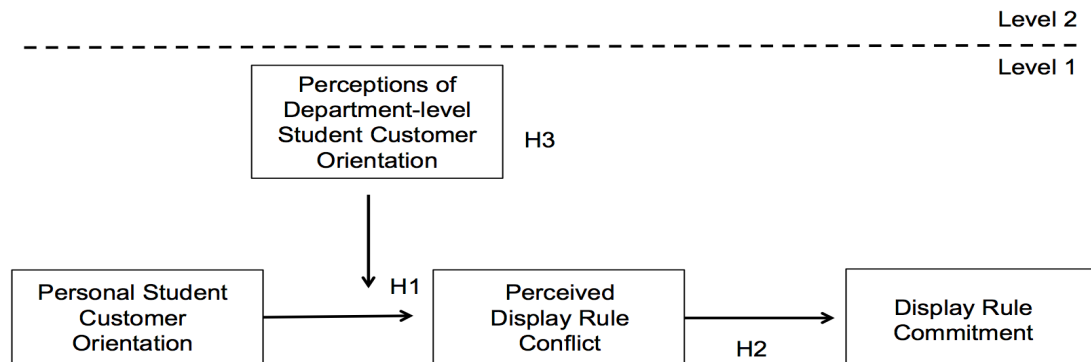 Level 2
Level 1
Perceptions of
Department-level
Student Customer
Orientation
H3
H1
Personal Student
Customer
Orientation
Perceived
Display Rule
Conflict
H2
Display Rule
Commitment